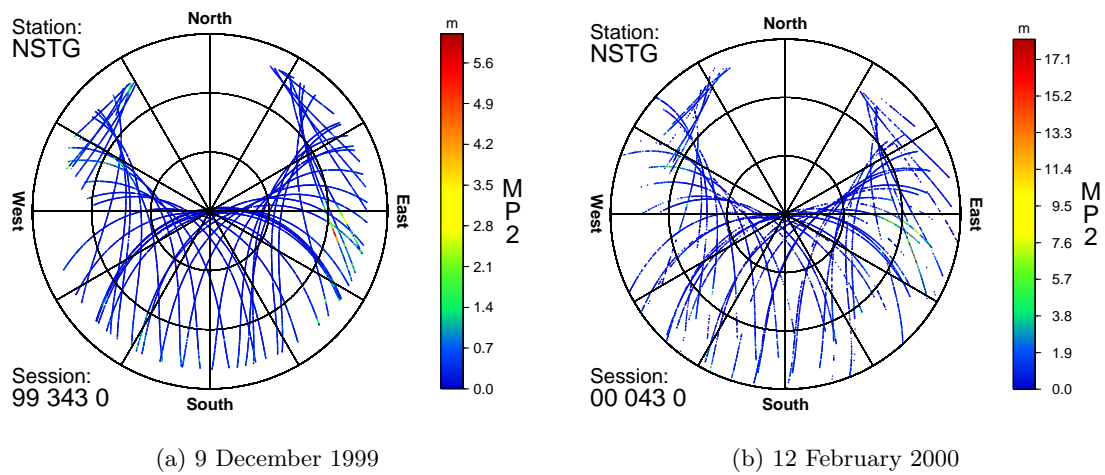 Station:
NSTG
North
West
East
South
Session:
99 343 0
m
5.6
4.9
4.2
3.5
2.8
2.1
1.4
0.7
0.0
M
P
2
(a) 9 December 1999
Station:
NSTG
North
West
East
South
Session:
00 043 0
m
17.1
15.2
13.3
11.4
9.5
7.6
5.7
3.8
1.9
0.0
M
P
2
(b) 12 February 2000